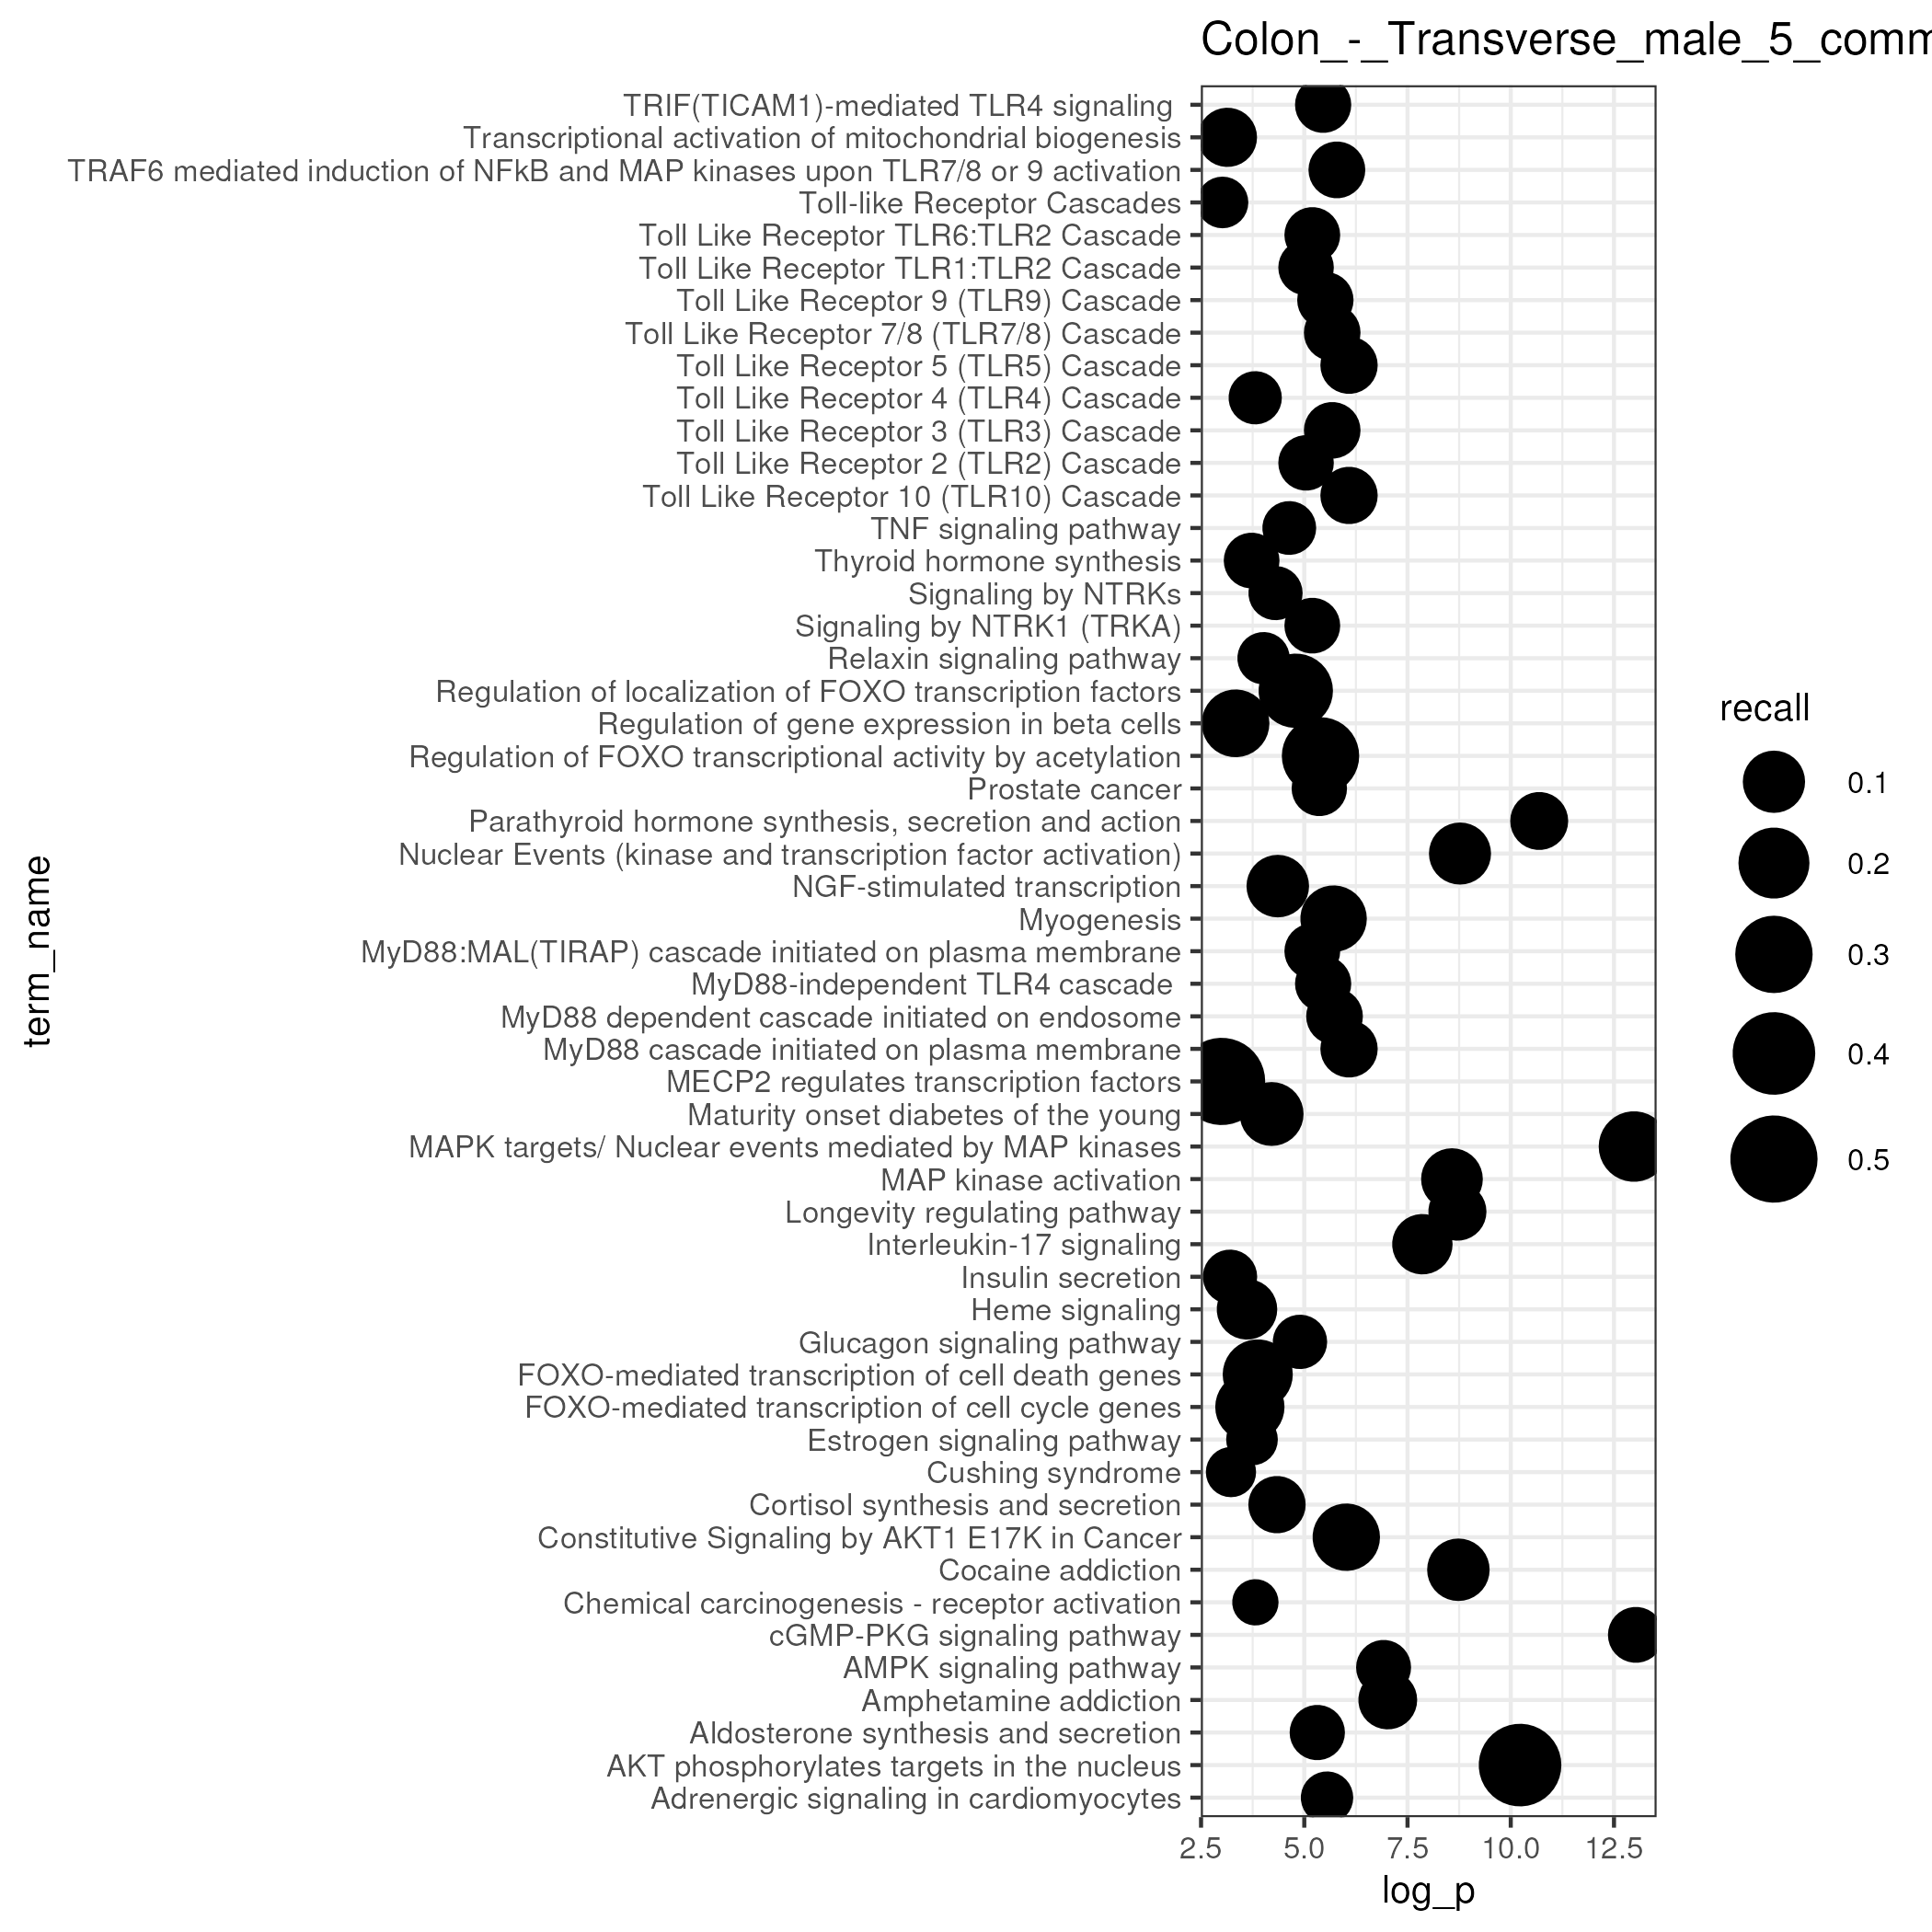 Colon_-_Transverse_male_5_comm
TRIF(TICAM1)-mediated TLR4 signaling
Transcriptional activation of mitochondrial biogenesis
TRAF6 mediated induction of NFkB and MAP kinases upon TLR7/8 or 9 activation
Toll-like Receptor Cascades
Toll Like Receptor TLR6:TLR2 Cascade
Toll Like Receptor TLR1:TLR2 Cascade
Toll Like Receptor 9 (TLR9) Cascade
Toll Like Receptor 7/8 (TLR7/8) Cascade
Toll Like Receptor 5 (TLR5) Cascade
Toll Like Receptor 4 (TLR4) Cascade
Toll Like Receptor 3 (TLR3) Cascade
Toll Like Receptor 2 (TLR2) Cascade
Toll Like Receptor 10 (TLR10) Cascade
TNF signaling pathway
Thyroid hormone synthesis
Signaling by NTRKs
Signaling by NTRK1 (TRKA)
Relaxin signaling pathway
Regulation of localization of FOXO transcription factors
Regulation of gene expression in beta cells
Regulation of FOXO transcriptional activity by acetylation
Prostate cancer
Parathyroid hormone synthesis, secretion and action
Nuclear Events (kinase and transcription factor activation)
NGF-stimulated transcription
Myogenesis
MyD88:MAL(TIRAP) cascade initiated on plasma membrane
MyD88-independent TLR4 cascade
MyD88 dependent cascade initiated on endosome
MyD88 cascade initiated on plasma membrane
MECP2 regulates transcription factors
Maturity onset diabetes of the young
MAPK targets/ Nuclear events mediated by MAP kinases
MAP kinase activation
Longevity regulating pathway
Interleukin-17 signaling
Insulin secretion
Heme signaling
Glucagon signaling pathway
FOXO-mediated transcription of cell death genes
FOXO-mediated transcription of cell cycle genes
Estrogen signaling pathway
Cushing syndrome
Cortisol synthesis and secretion
Constitutive Signaling by AKT1 E17K in Cancer
Cocaine addiction
Chemical carcinogenesis - receptor activation
cGMP-PKG signaling pathway
AMPK signaling pathway
Amphetamine addiction
Aldosterone synthesis and secretion
AKT phosphorylates targets in the nucleus
Adrenergic signaling in cardiomyocytes
term_name
2.5 5.0 7.5 10.0 12.5
log_p
recall
0.1
0.2
0.3
0.4
0.5